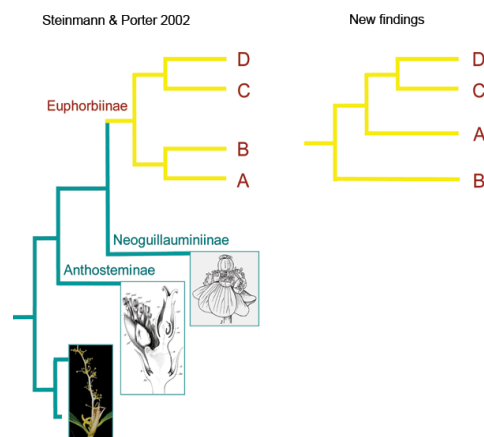 Steinmann & Porter 2002
New findings
D
C
Euphorbiinae
B
A
Neoguillauminiinae
Anthosteminae
D
C
A
B